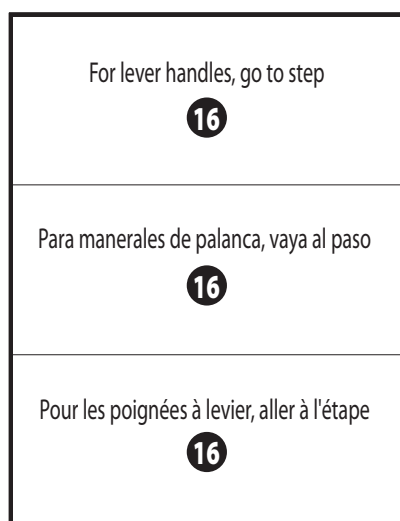 For lever handles, go to step
16
Para manerales de palanca, vaya al paso
16
Pour les poignées à levier, aller à l'étape
16